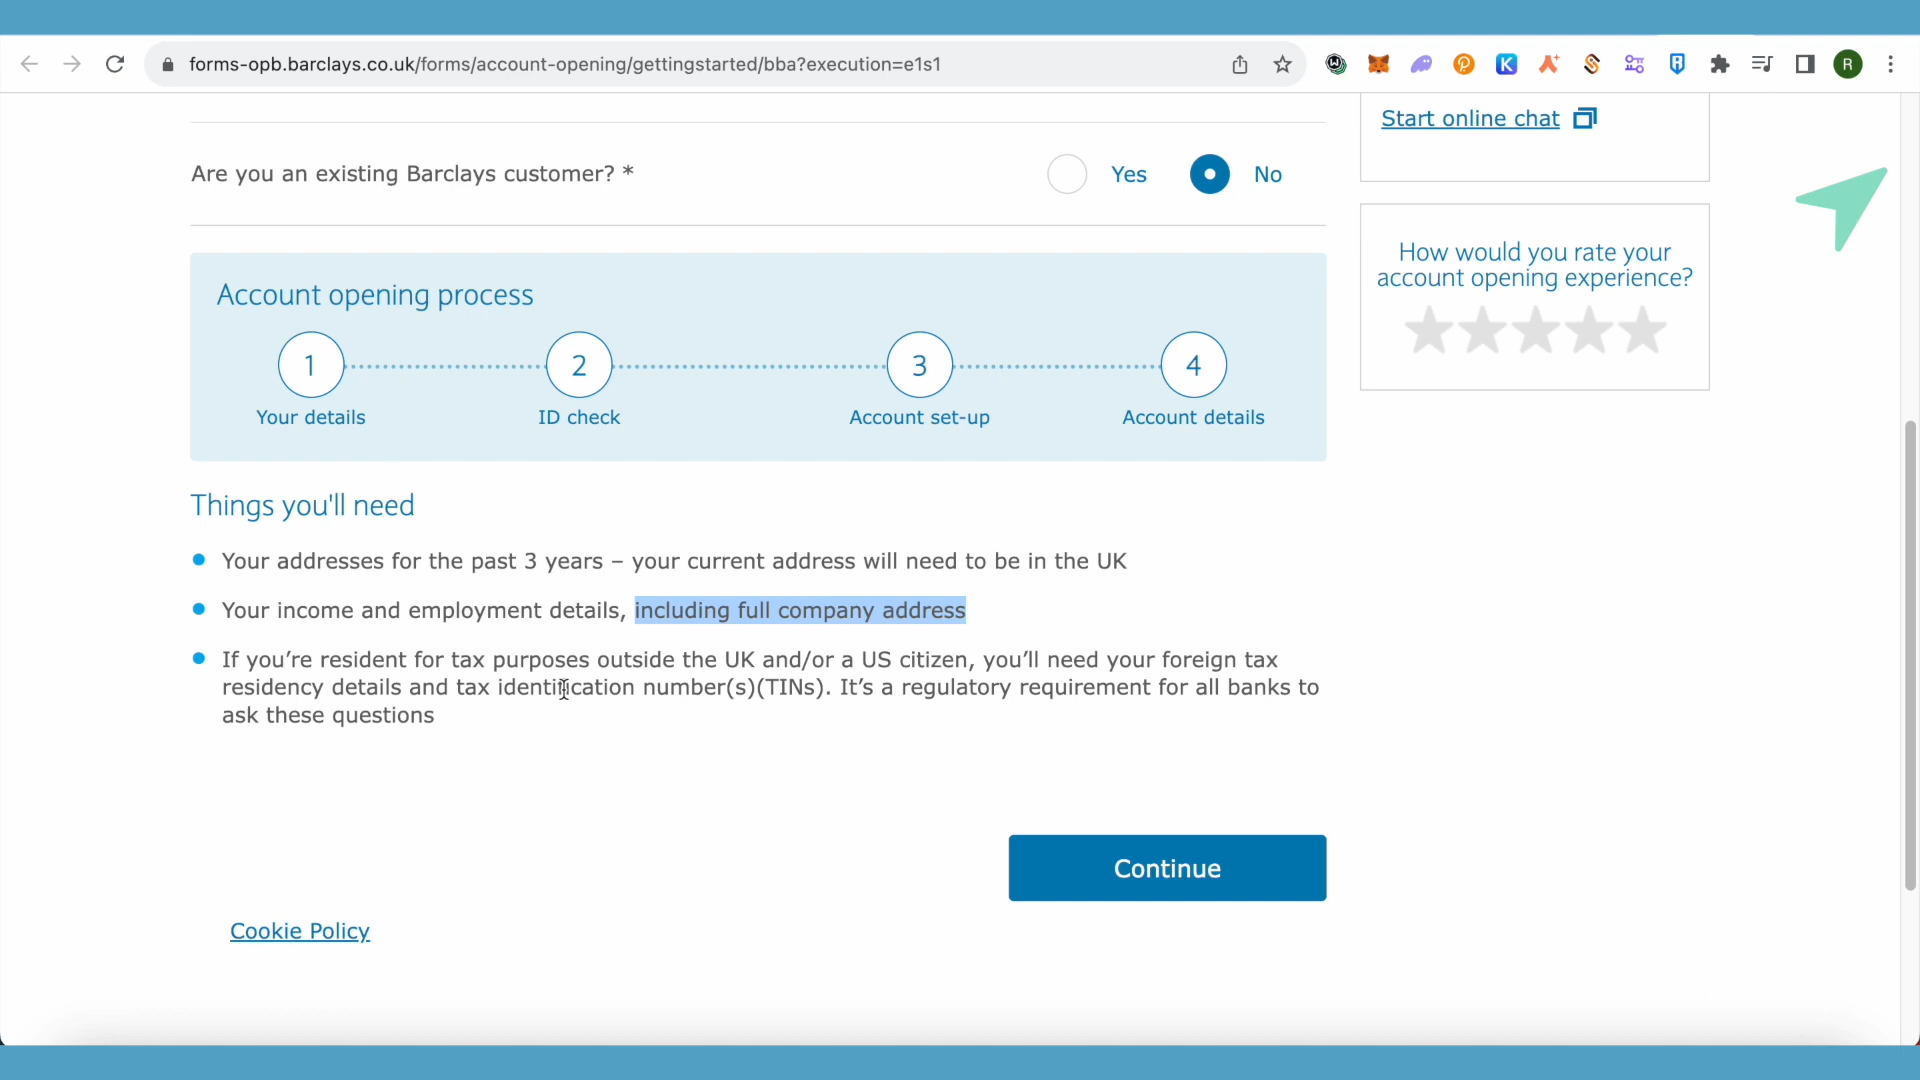 forms-opb.barclays.co.uk/forms/account-opening/gettingstarted/bba?execution=e1s1
R
Start online chat
Are you an existing Barclays customer? *
Yes
No
How would you rate your
account opening experience?
Account opening process
1
2
3
4
Your details
ID check
Account set-up
Account details
Things you'll need
Your addresses for the past 3 years – your current address will need to be in the UK
Your income and employment details, including full company address
If you’re resident for tax purposes outside the UK and/or a US citizen, you’ll need your foreign tax
residency details and tax identification number(s)(TINs). It’s a regulatory requirement for all banks to
ask these questions
Continue
Cookie Policy